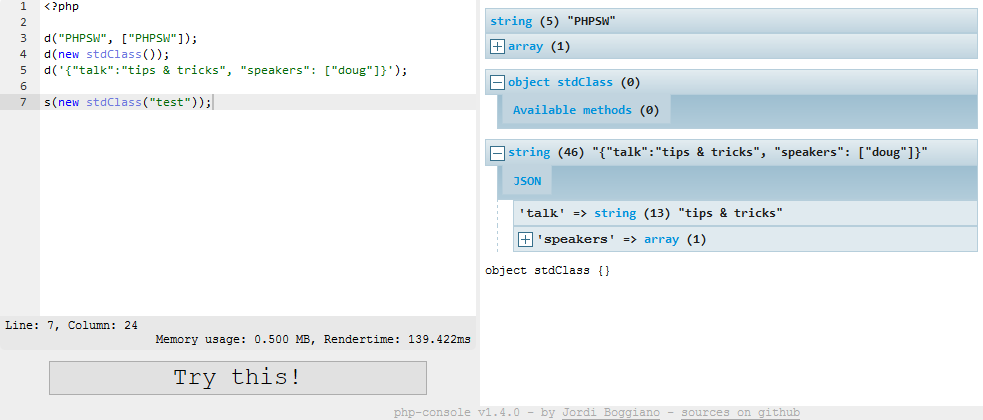 1 <?php
2
3 d("PHPSW", ["PHPSW"]);
4 d(new stdClass());
5 d('{"talk":"tips & tricks", "speakers": ["doug"]}');
6
7 s(new stdClass("test"));
Line: 7, Column: 24
Memory usage: 0.500 MB, Rendertime: 139.422ms
Try this!
string (5) "PHPSW"
array (1)
object stdClass (0)
Available methods (0)
string (46) "{"talk":"tips & tricks", "speakers": ["doug"]}"
JSON
'talk' => string (13) "tips & tricks"
'speakers' => array (1)
object stdClass {}
php-console v1.4.0 - by Jordi Boggiano - sources on github